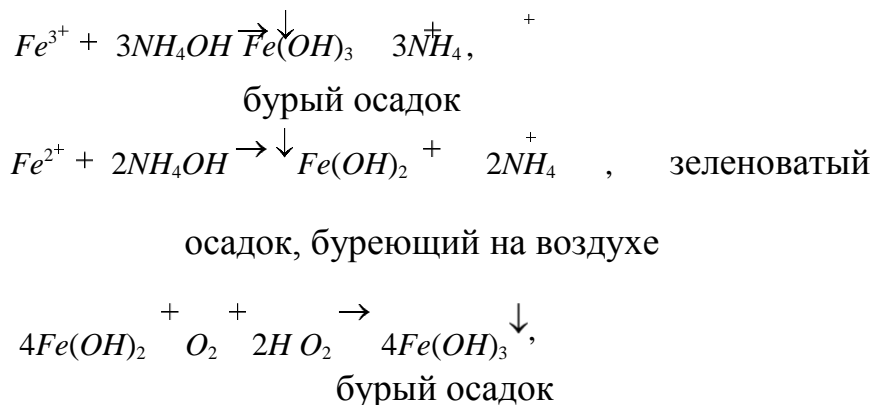 Fe³⁺ + 3NH₄OH → Fe(OH)₃ ↓ + 3NH₄⁺,
бурый осадок
Fe²⁺ + 2NH₄OH → ↓ Fe(OH)₂ + 2NH₄⁺ , зеленоватый
осадок, буреющий на воздухе
4Fe(OH)₂ + O₂ + 2H O₂ → 4Fe(OH)₃ ↓,
бурый осадок